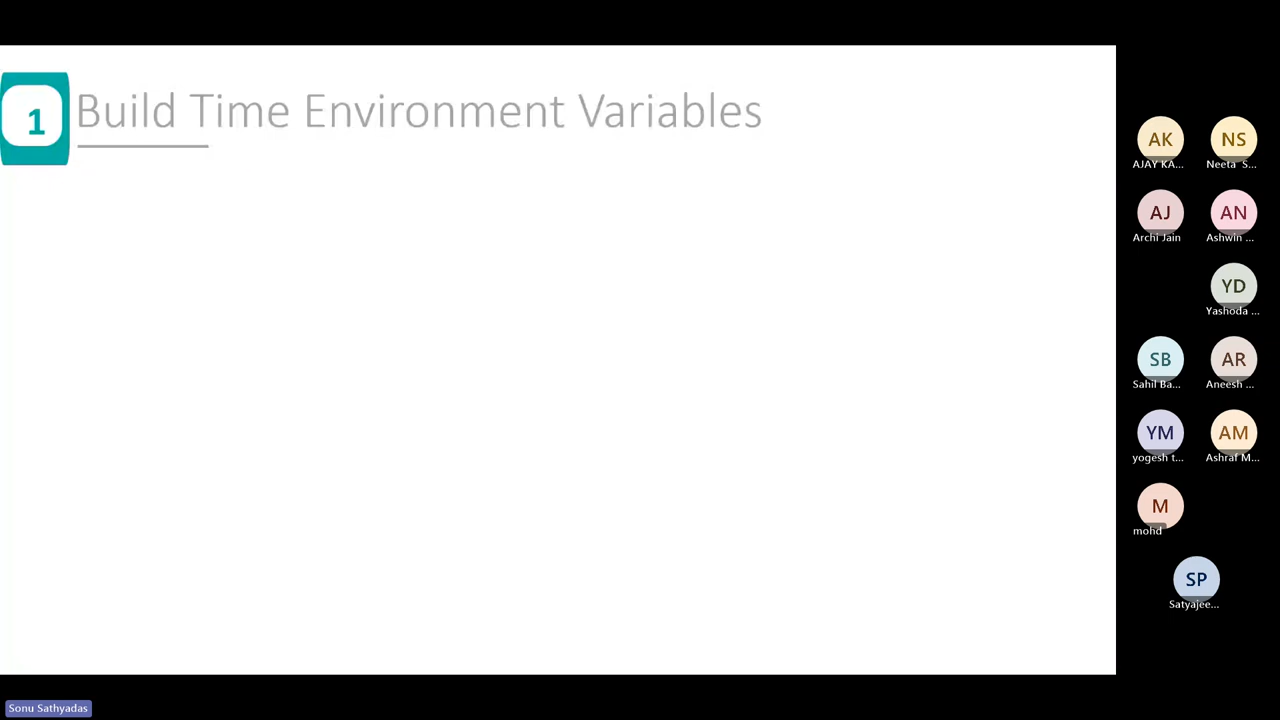 1
Build Time Environment Variables
AK
NS
AJAY KA...
Neeta S...
AJ
AN
Archi Jain
Ashwin ...
YD
Yashoda ...
SB
AR
Sahil Ba...
Aneesh ...
YM
AM
yogesh t...
Ashraf M...
M
mohd
SP
Satyajee...
Sonu Sathyadas